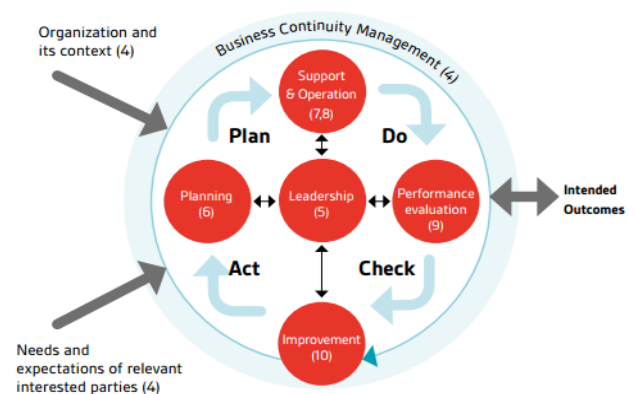 Organization and
its context (4)
Business Continuity Management (4)
Support
& Operation
(7,8)
Plan
Do
Planning
(6)
Leadership
(5)
Performance
evaluation
(9)
Intended
Outcomes
Act
Check
Improvement
(10)
Needs and
expectations of relevant
interested parties (4)